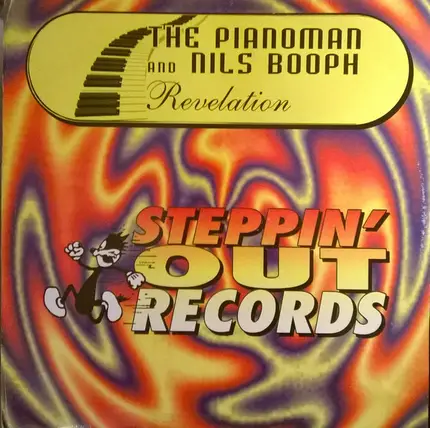 THE PIANOMAN
AND NILS BOOPH
Revelation
STEPPIN'
OUT
RECORDS